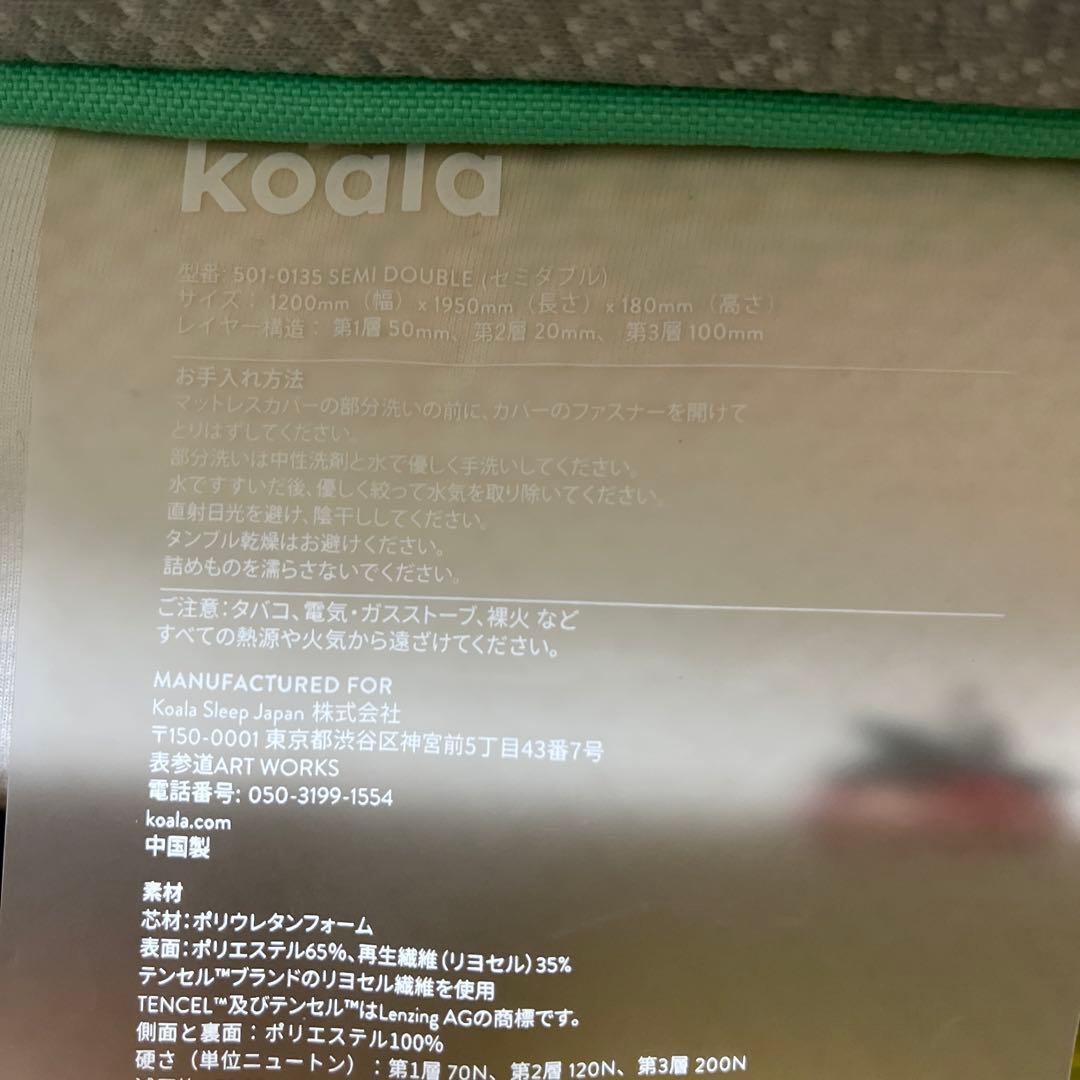 koala
型番: 501-0135 SEMI DOUBLE (セミダブル)
サイズ： 1200mm（幅）x 1950mm（長さ）x 180mm（高さ）
レイヤー構造： 第1層 50mm、 第2層 20mm、 第3層 100mm
お手入れ方法
マットレスカバーの部分洗いの前に、カバーのファスナーを開けて
とりはずしてください。
部分洗いは中性洗剤と水で優しく手洗いしてください。
水ですすいだ後、優しく絞って水気を取り除いてください。
直射日光を避け、陰干ししてください。
タンブル乾燥はお避けください。
詰めものを濡らさないでください。
ご注意：タバコ、電気・ガスストーブ、裸火 など
すべての熱源や火気から遠ざけてください。
MANUFACTURED FOR
Koala Sleep Japan 株式会社
〒150-0001 東京都渋谷区神宮前5丁目43番7号
表参道ART WORKS
電話番号: 050-3199-1554
koala.com
中国製
素材
芯材：ポリウレタンフォーム
表面：ポリエステル65%、再生繊維（リヨセル）35%
テンセル™ブランドのリヨセル繊維を使用
TENCEL™及びテンセル™はLenzing AGの商標です。
側面と裏面：ポリエステル100%
硬さ（単位ニュートン）：第1層 70N、 第2層 120N、 第3層 200N